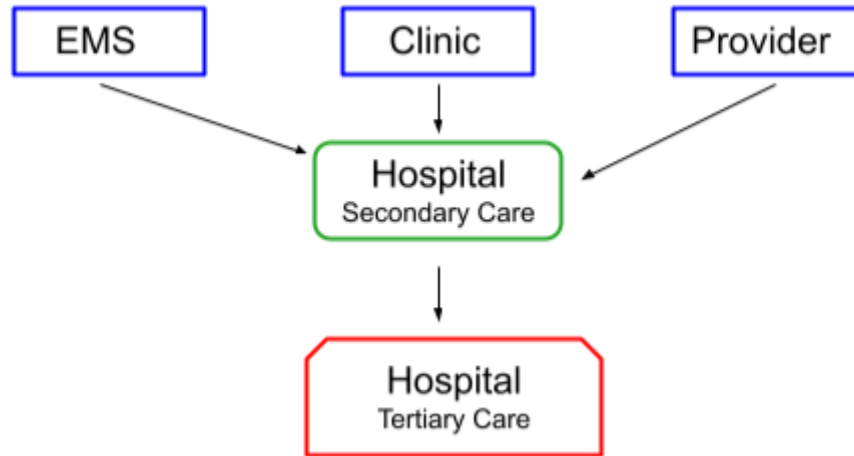 EMS
Clinic
Provider
Hospital
Secondary Care
Hospital
Tertiary Care